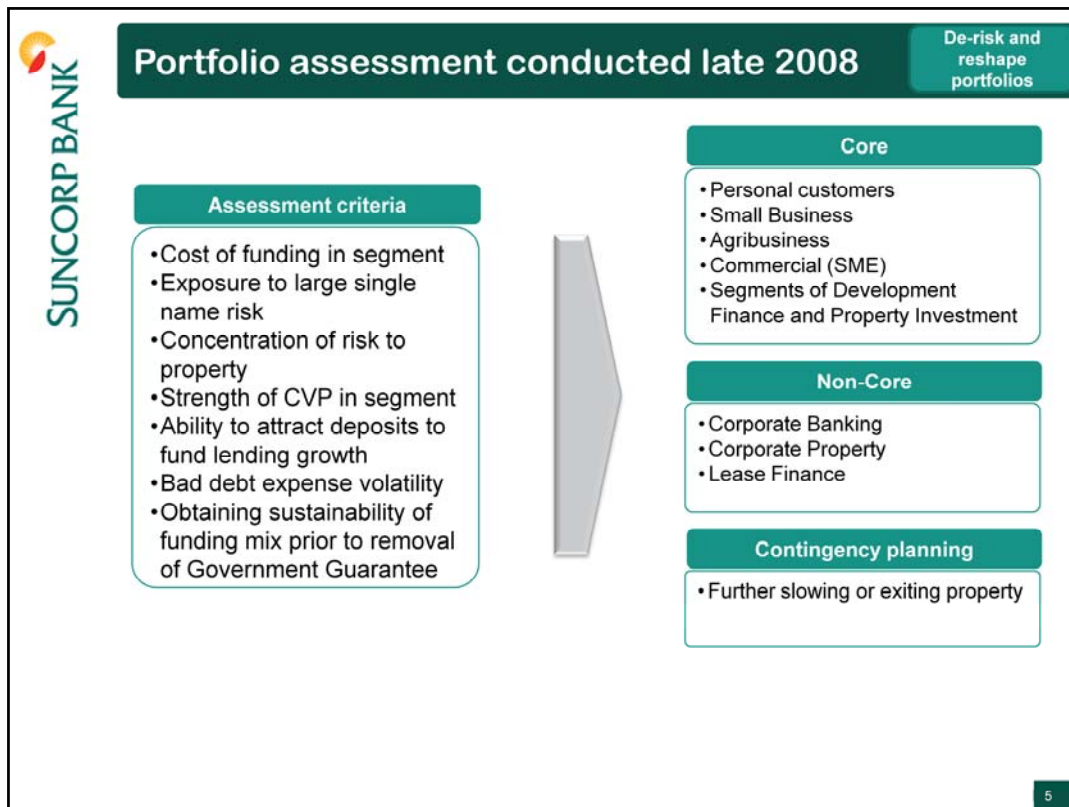 SUNCORP BANK
Portfolio assessment conducted late 2008
De-risk and
reshape
portfolios
Assessment criteria
•Cost of funding in segment
•Exposure to large single
name risk
•Concentration of risk to
property
•Strength of CVP in segment
•Ability to attract deposits to
fund lending growth
•Bad debt expense volatility
•Obtaining sustainability of
funding mix prior to removal
of Government Guarantee
Core
•Personal customers
•Small Business
•Agribusiness
•Commercial (SME)
•Segments of Development
Finance and Property Investment
Non-Core
•Corporate Banking
•Corporate Property
•Lease Finance
Contingency planning
•Further slowing or exiting property
5